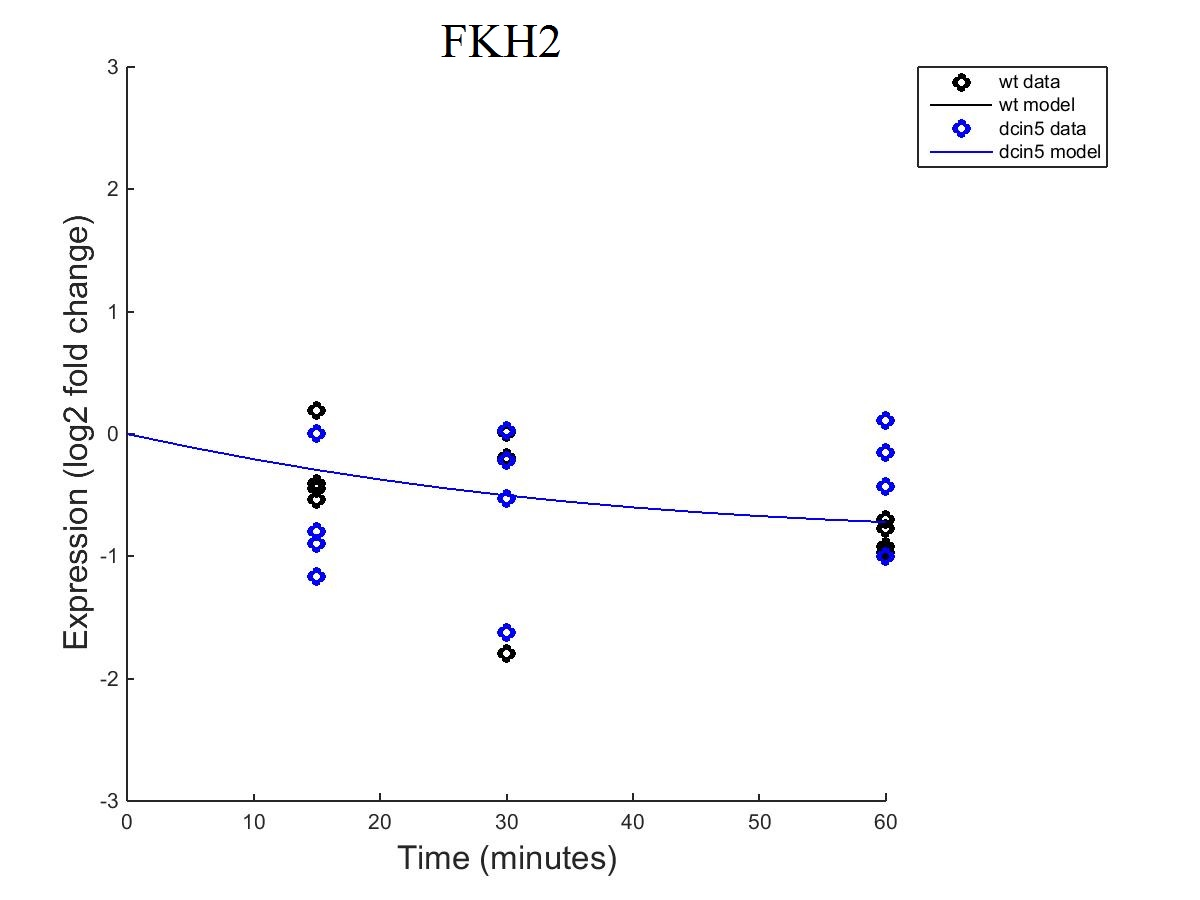 FKH2
3
2
1
0
-1
-2
-3
Expression (log2 fold change)
0 10 20 30 40 50 60
Time (minutes)
wt data
wt model
dcin5 data
dcin5 model